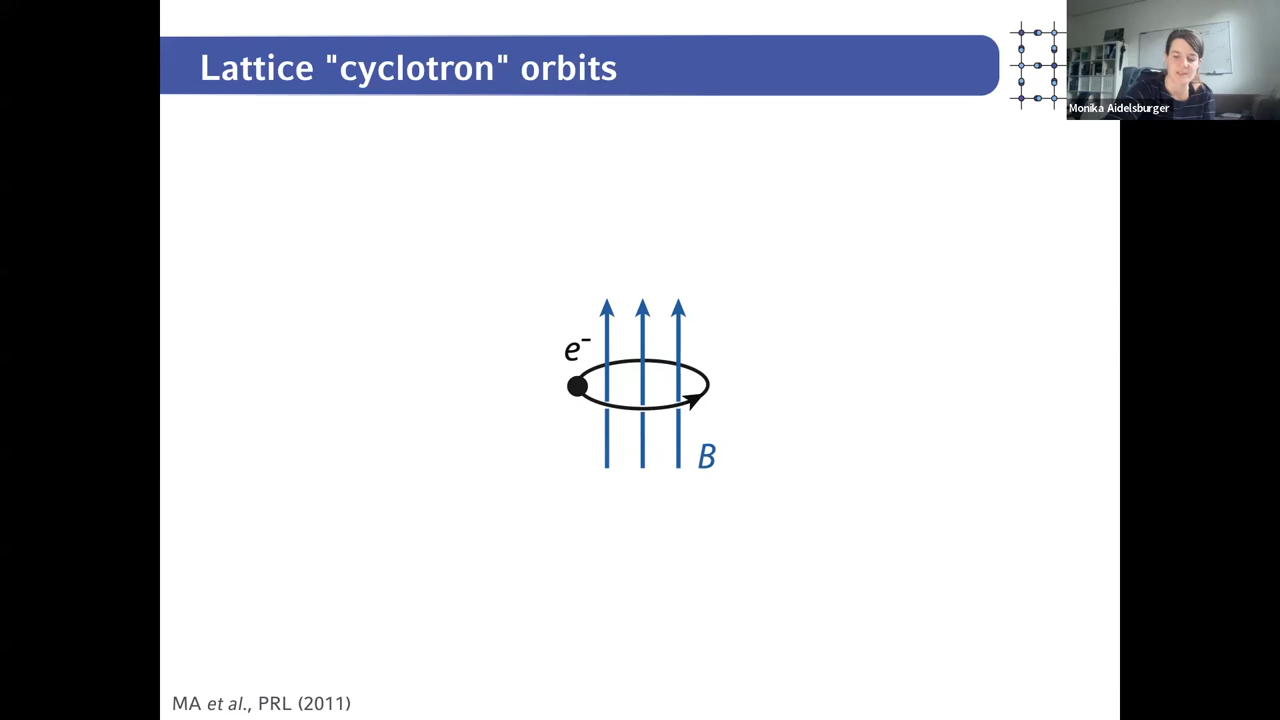 Lattice "cyclotron" orbits
Monika Aidelsburger
e⁻
B
MA et al., PRL (2011)